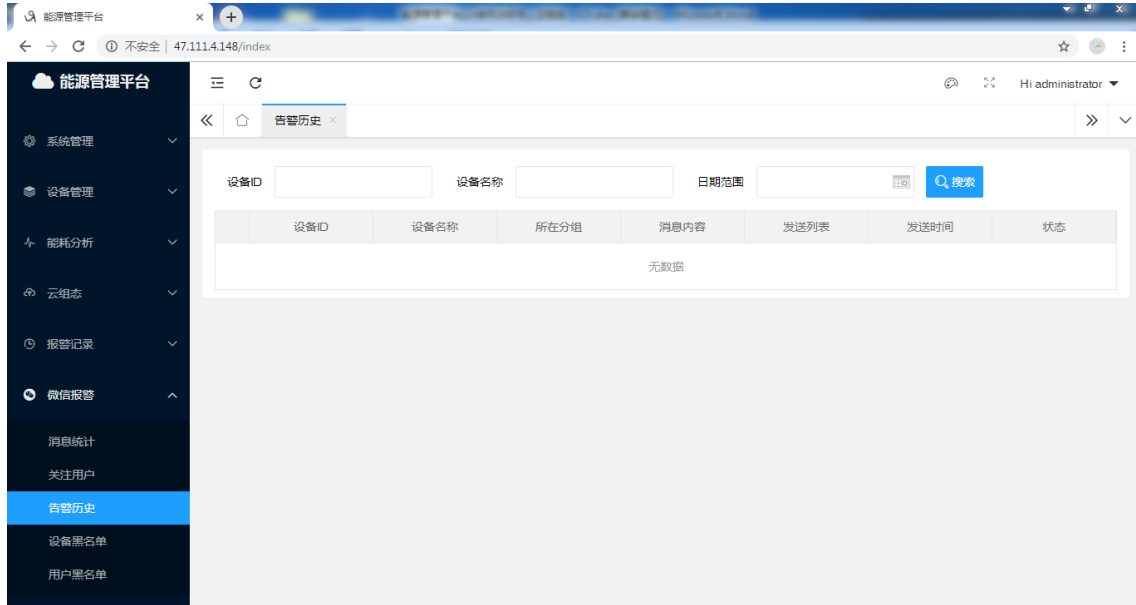 能源管理平台
不安全 | 47.111.4.148/index
能源管理平台
Hi administrator
告警历史
系统管理
设备管理
能耗分析
云组态
报警记录
微信报警
消息统计
关注用户
告警历史
设备黑名单
用户黑名单
设备ID 设备名称 日期范围 搜索
设备ID 设备名称 所在分组 消息内容 发送列表 发送时间 状态
无数据